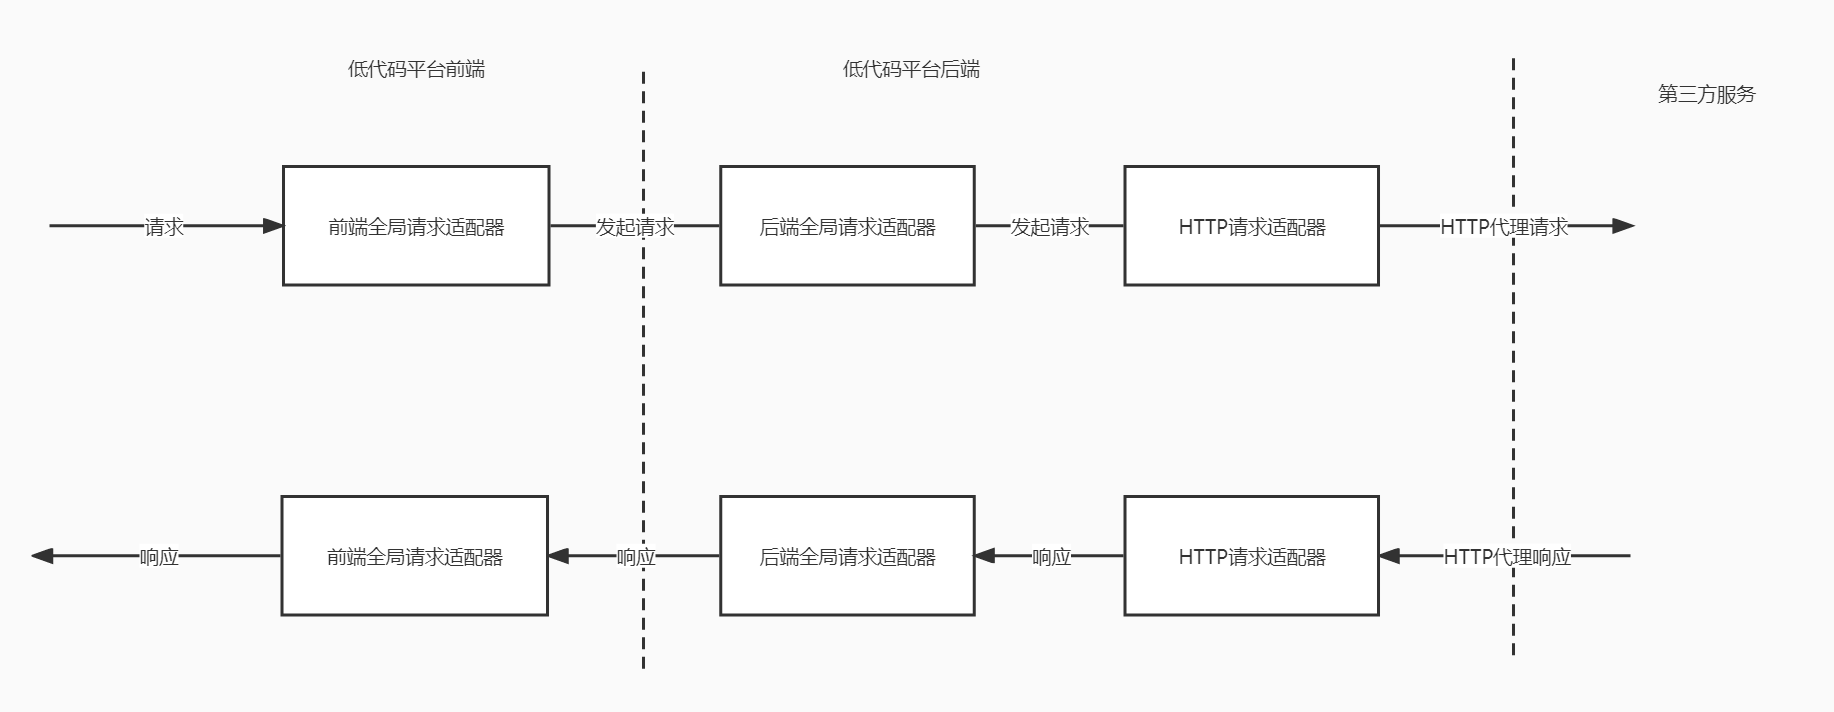 低代码平台前端
低代码平台后端
第三方服务
请求
前端全局请求适配器
发起请求
后端全局请求适配器
发起请求
HTTP请求适配器
HTTP代理请求
响应
前端全局请求适配器
响应
后端全局请求适配器
响应
HTTP请求适配器
HTTP代理响应